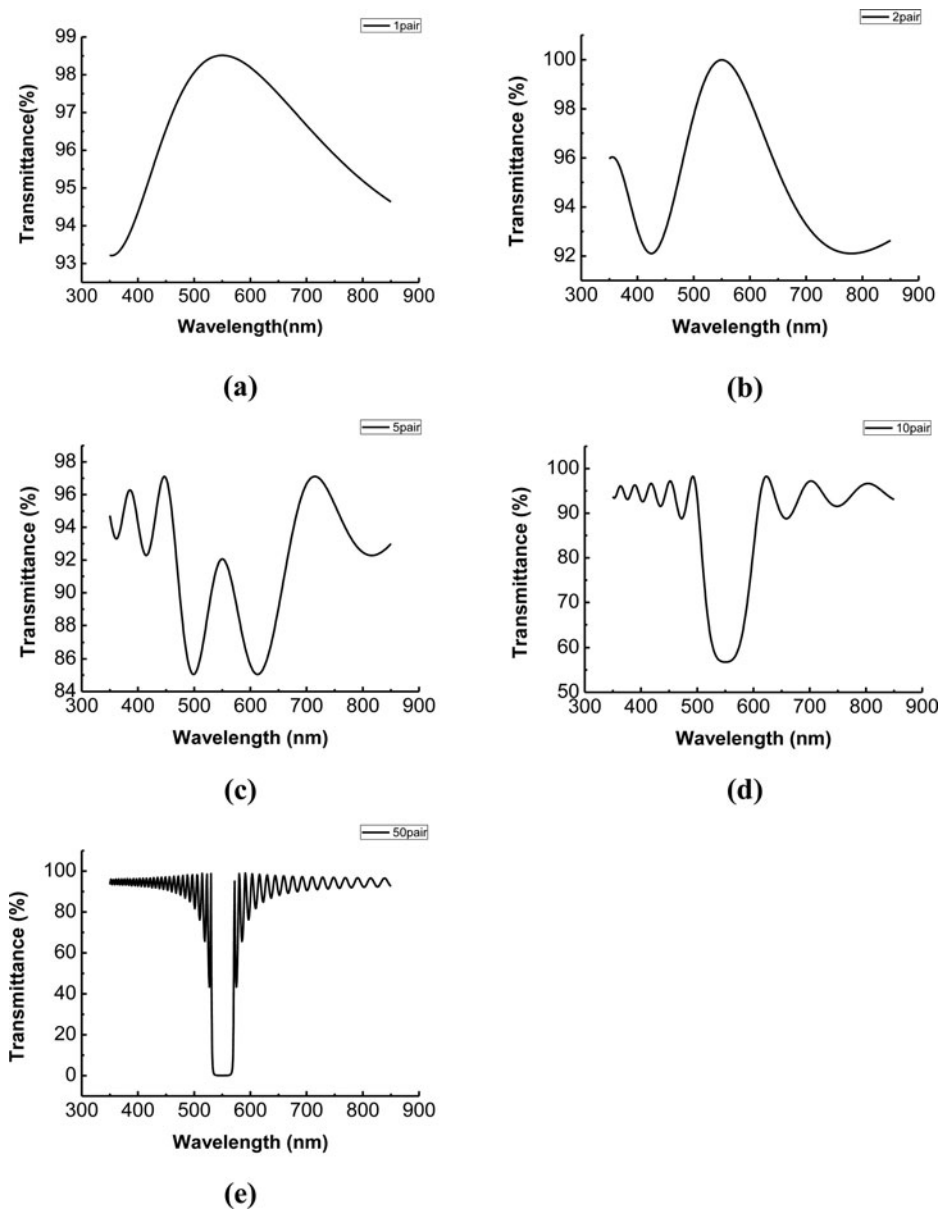 1pair
Transmittance(%)
99
98
97
96
95
94
93
300 400 500 600 700 800 900
Wavelength(nm)
(a)
2pair
Transmittance (%)
100
98
96
94
92
300 400 500 600 700 800 900
Wavelength (nm)
(b)
5pair
Transmittance (%)
98
96
94
92
90
88
86
84
300 400 500 600 700 800 900
Wavelength (nm)
(c)
10pair
Transmittance (%)
100
90
80
70
60
50
300 400 500 600 700 800 900
Wavelength (nm)
(d)
50pair
Transmittance (%)
100
80
60
40
20
0
300 400 500 600 700 800 900
Wavelength (nm)
(e)